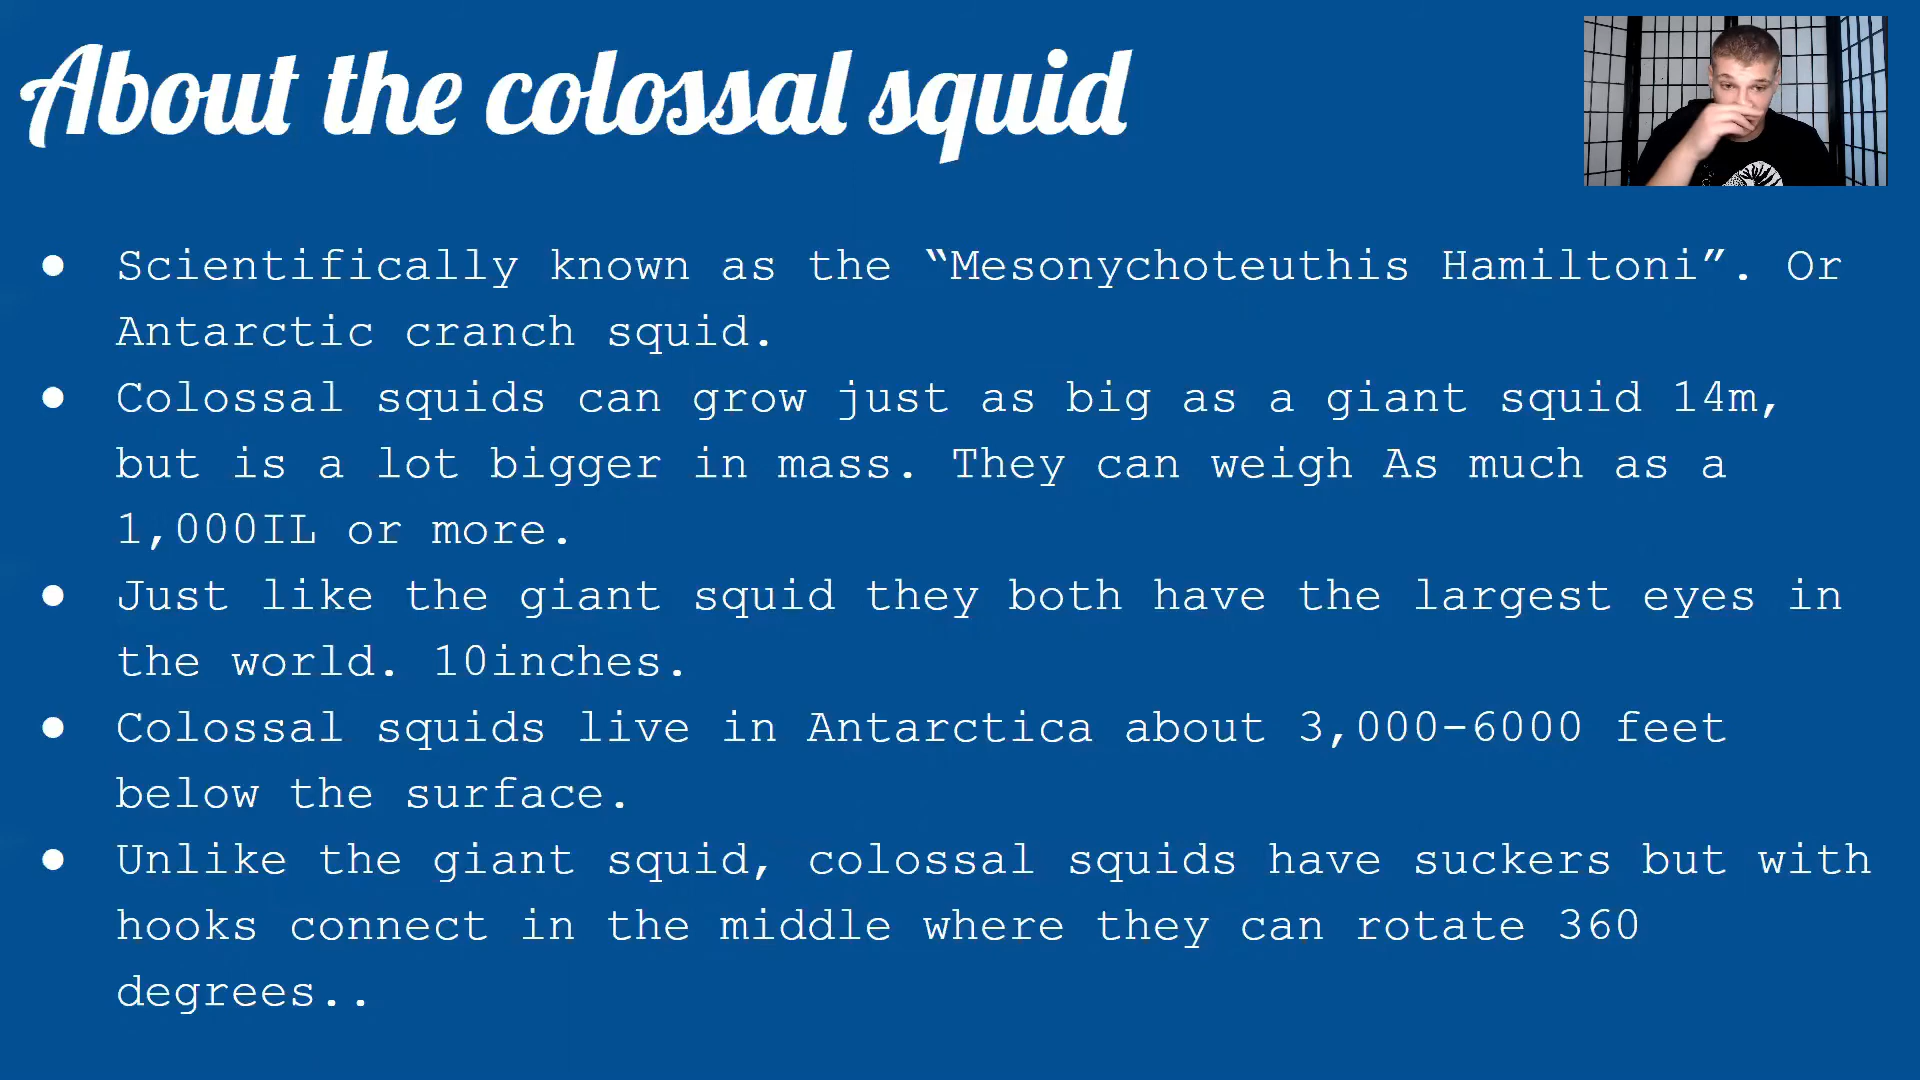 About the colossal squid
● Scientifically known as the “Mesonychoteuthis Hamiltoni”. Or
Antarctic cranch squid.
● Colossal squids can grow just as big as a giant squid 14m,
but is a lot bigger in mass. They can weigh As much as a
1,000IL or more.
● Just like the giant squid they both have the largest eyes in
the world. 10inches.
● Colossal squids live in Antarctica about 3,000-6000 feet
below the surface.
● Unlike the giant squid, colossal squids have suckers but with
hooks connect in the middle where they can rotate 360
degrees..